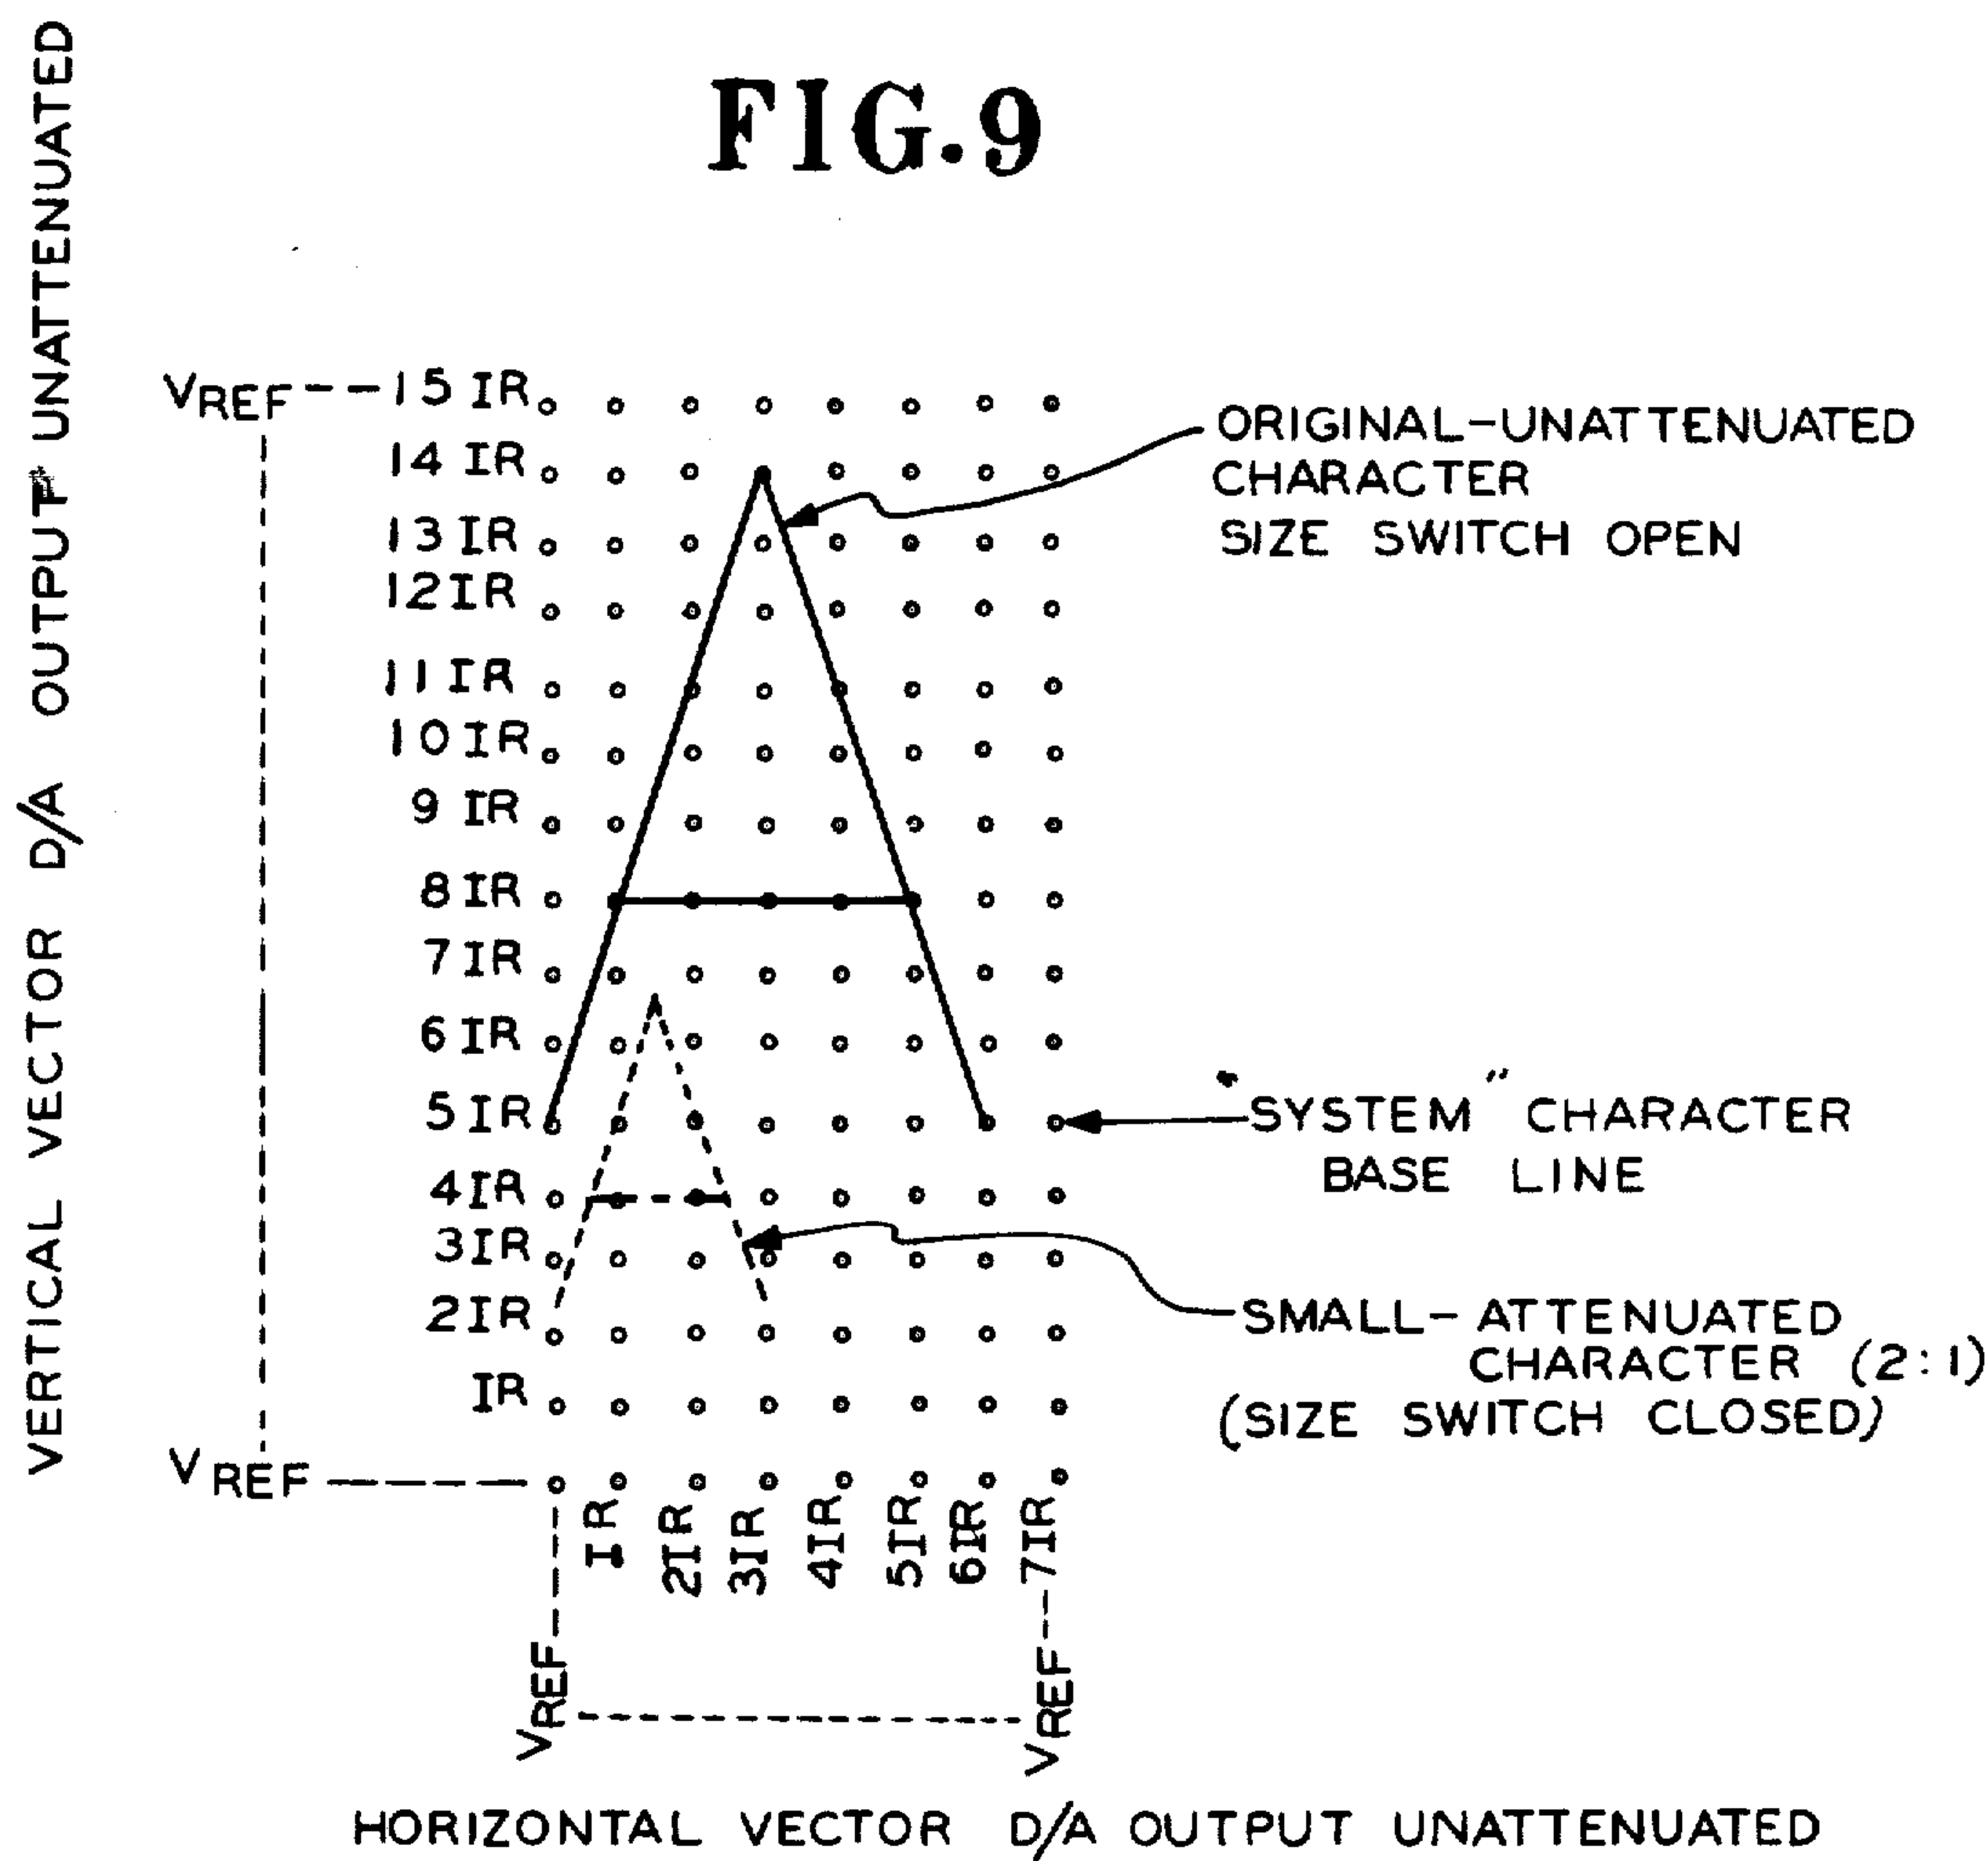 FIG.9
VERTICAL VECTOR D/A OUTPUT UNATTENUATED
VREF---15 IR
14 IR
13 IR
12 IR
11 IR
10 IR
9 IR
8 IR
7 IR
6 IR
5 IR
4 IR
3 IR
2 IR
IR
VREF
ORIGINAL-UNATTENUATED
CHARACTER
SIZE SWITCH OPEN
"SYSTEM" CHARACTER
BASE LINE
SMALL-ATTENUATED
CHARACTER (2:1)
(SIZE SWITCH CLOSED)
IR
2IR
3IR
4IR
5IR
6IR
7IR
VREF
VREF
HORIZONTAL VECTOR D/A OUTPUT UNATTENUATED